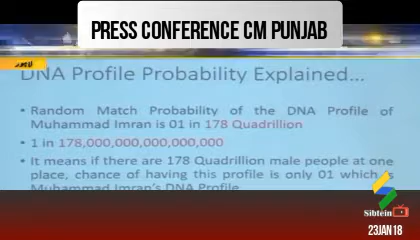 PRESS CONFERENCE CM PUNJAB
DNA Profile Probability Explained...
• Random Match Probability of the DNA Profile of
Muhammad Imran is 01 in 178 Quadrillion
• 1 in 178,000,000,000,000,000
• It means if there are 178 Quadrillion male people at one
place, chance of having this profile is only 01 which is
Muhammad Imran's DNA Profile
Sibtein
23JAN18